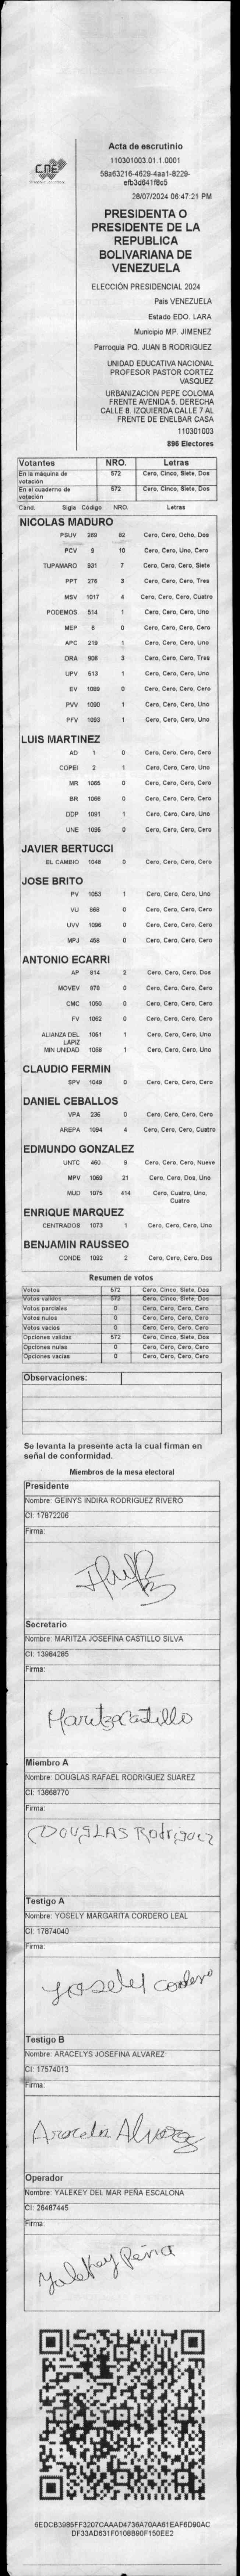 CNE
Acta de escrutinio
110301003.01.1.0001
58a63216-4629-4aa1-8229-
efb3d641f8c5
28/07/2024 06:47:21 PM
PRESIDENTA O
PRESIDENTE DE LA
REPUBLICA
BOLIVARIANA DE
VENEZUELA
ELECCIÓN PRESIDENCIAL 2024
País VENEZUELA
Estado EDO. LARA
Municipio MP. JIMENEZ
Parroquia PQ. JUAN B RODRIGUEZ
UNIDAD EDUCATIVA NACIONAL
PROFESOR PASTOR CORTEZ
VASQUEZ
URBANIZACIÓN PEPE COLOMA
FRENTE AVENIDA 5. DERECHA
CALLE 8. IZQUIERDA CALLE 7 AL
FRENTE DE ENELBAR CASA
110301003
896 Electores
Votantes NRO. Letras
En la máquina de votación 572 Cero, Cinco, Siete, Dos
En el cuaderno de votación 572 Cero, Cinco, Siete, Dos
Cand. Sigla Código NRO. Letras
NICOLAS MADURO
PSUV 269 82 Cero, Cero, Ocho, Dos
PCV 9 10 Cero, Cero, Uno, Cero
TUPAMARO 931 7 Cero, Cero, Cero, Siete
PPT 276 3 Cero, Cero, Cero, Tres
MSV 1017 4 Cero, Cero, Cero, Cuatro
PODEMOS 514 1 Cero, Cero, Cero, Uno
MEP 6 0 Cero, Cero, Cero, Cero
APC 219 1 Cero, Cero, Cero, Uno
ORA 906 3 Cero, Cero, Cero, Tres
UPV 513 1 Cero, Cero, Cero, Uno
EV 1089 0 Cero, Cero, Cero, Cero
PVV 1090 1 Cero, Cero, Cero, Uno
PFV 1093 1 Cero, Cero, Cero, Uno
LUIS MARTINEZ
AD 1 0 Cero, Cero, Cero, Cero
COPEI 2 1 Cero, Cero, Cero, Uno
MR 1065 0 Cero, Cero, Cero, Cero
BR 1066 0 Cero, Cero, Cero, Cero
DDP 1091 1 Cero, Cero, Cero, Uno
UNE 1095 0 Cero, Cero, Cero, Cero
JAVIER BERTUCCI
EL CAMBIO 1048 0 Cero, Cero, Cero, Cero
JOSE BRITO
PV 1053 1 Cero, Cero, Cero, Uno
VU 668 0 Cero, Cero, Cero, Cero
UVV 1096 0 Cero, Cero, Cero, Cero
MPJ 458 0 Cero, Cero, Cero, Cero
ANTONIO ECARRI
AP 814 2 Cero, Cero, Cero, Dos
MOVEV 678 0 Cero, Cero, Cero, Cero
CMC 1050 0 Cero, Cero, Cero, Cero
FV 1062 0 Cero, Cero, Cero, Cero
ALIANZA DEL LAPIZ 1051 1 Cero, Cero, Cero, Uno
MIN UNIDAD 1068 1 Cero, Cero, Cero, Uno
CLAUDIO FERMIN
SPV 1049 0 Cero, Cero, Cero, Cero
DANIEL CEBALLOS
VPA 236 0 Cero, Cero, Cero, Cero
AREPA 1094 4 Cero, Cero, Cero, Cuatro
EDMUNDO GONZALEZ
UNTC 460 9 Cero, Cero, Cero, Nueve
MPV 1069 21 Cero, Cero, Dos, Uno
MUD 1075 414 Cero, Cuatro, Uno, Cuatro
ENRIQUE MARQUEZ
CENTRADOS 1073 1 Cero, Cero, Cero, Uno
BENJAMIN RAUSSEO
CONDE 1092 2 Cero, Cero, Cero, Dos
Resumen de votos
Votos 572 Cero, Cinco, Siete, Dos
Votos validos 572 Cero, Cinco, Siete, Dos
Votos parciales 0 Cero, Cero, Cero, Cero
Votos nulos 0 Cero, Cero, Cero, Cero
Votos vacios 0 Cero, Cero, Cero, Cero
Opciones validas 572 Cero, Cinco, Siete, Dos
Opciones nulas 0 Cero, Cero, Cero, Cero
Opciones vacias 0 Cero, Cero, Cero, Cero
Observaciones:
Se levanta la presente acta la cual firman en
señal de conformidad.
Miembros de la mesa electoral
Presidente
Nombre: GEINYS INDIRA RODRIGUEZ RIVERO
CI: 17872206
Firma:
Secretario
Nombre: MARITZA JOSEFINA CASTILLO SILVA
CI: 13984285
Firma:
Maritza Castillo
Miembro A
Nombre: DOUGLAS RAFAEL RODRIGUEZ SUAREZ
CI: 13868770
Firma:
DOUGLAS Rodriguez
Testigo A
Nombre: YOSELY MARGARITA CORDERO LEAL
CI: 17874040
Firma:
Yosely Cordero
Testigo B
Nombre: ARACELYS JOSEFINA ALVAREZ
CI: 17574013
Firma:
Aracelis Alvarez
Operador
Nombre: YALEKEY DEL MAR PEÑA ESCALONA
CI: 26487445
Firma:
Yalekey Peña
6EDCB3985FF3207CAAAD4736A70AA61EAF6D90AC
DF33AD631F0108B90F150EE2